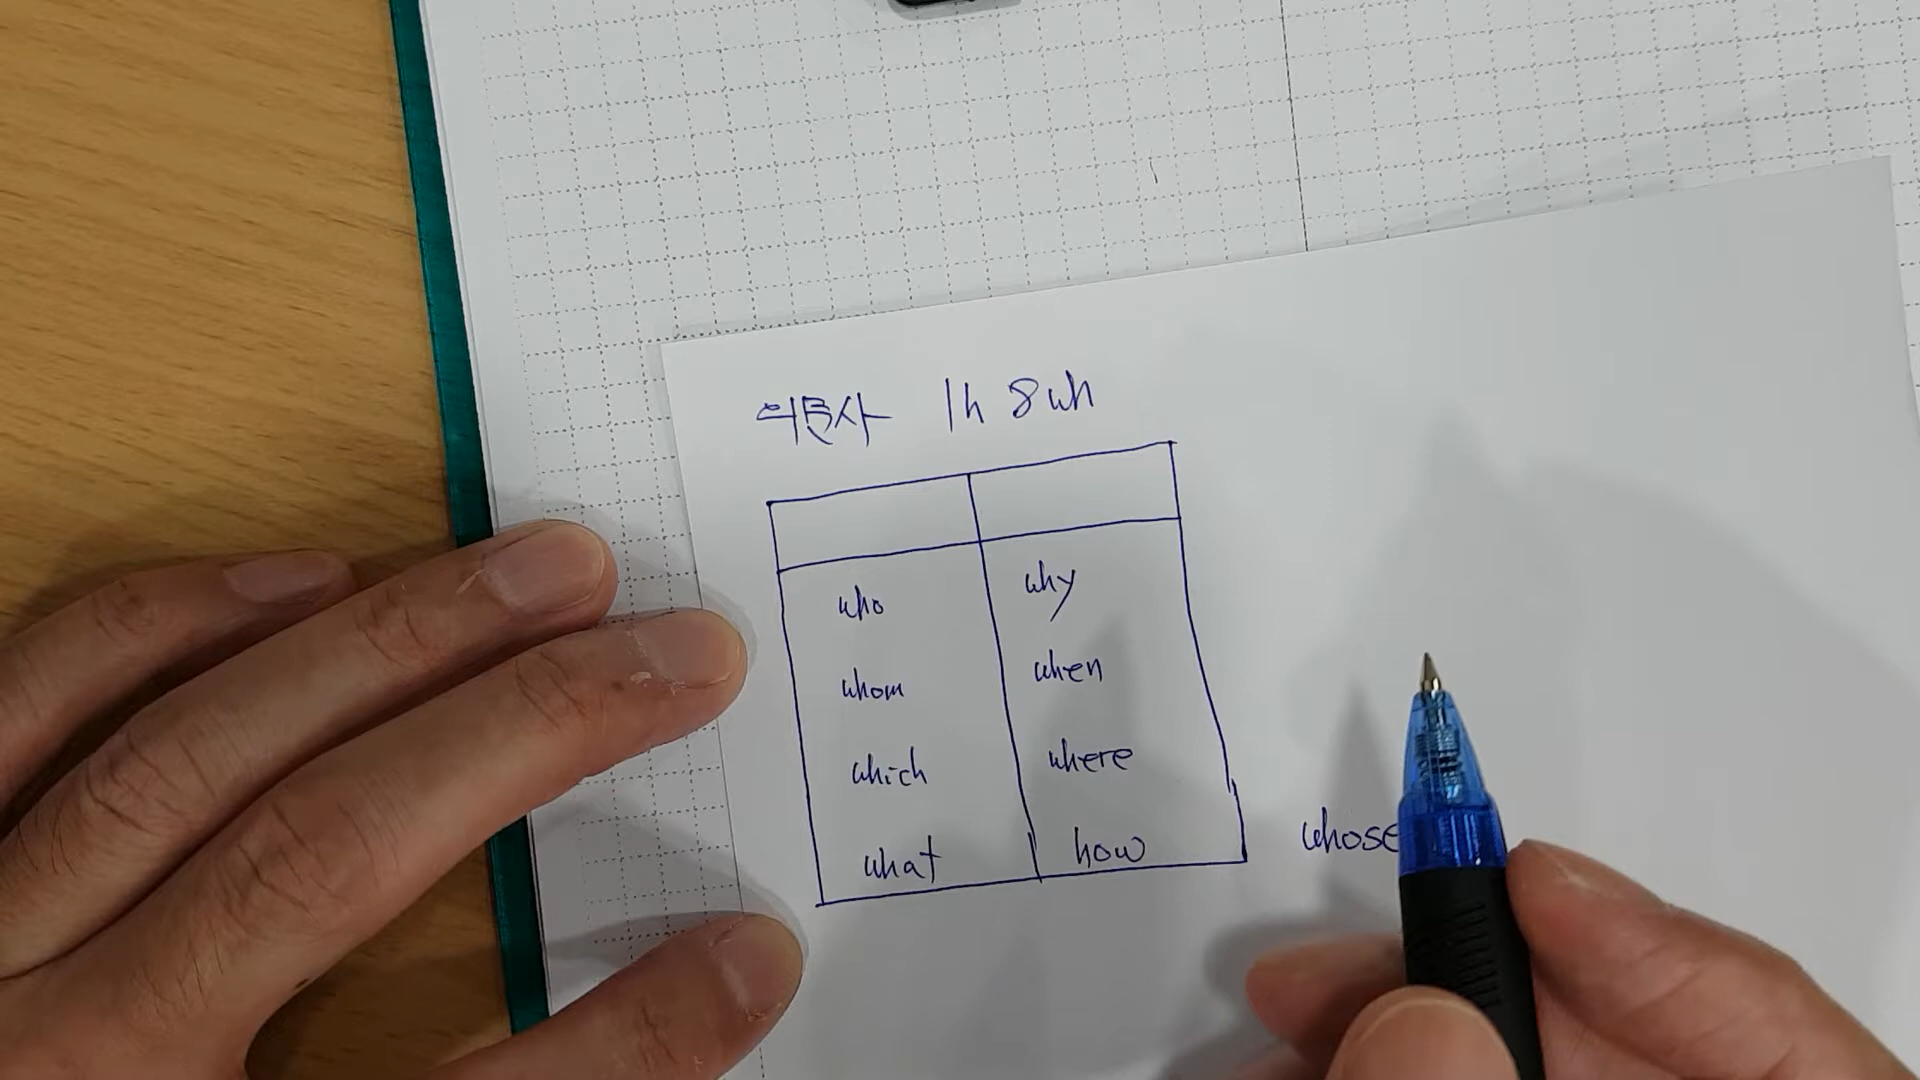 의문사 1h 8wh
who why
whom when
which where
what how whose